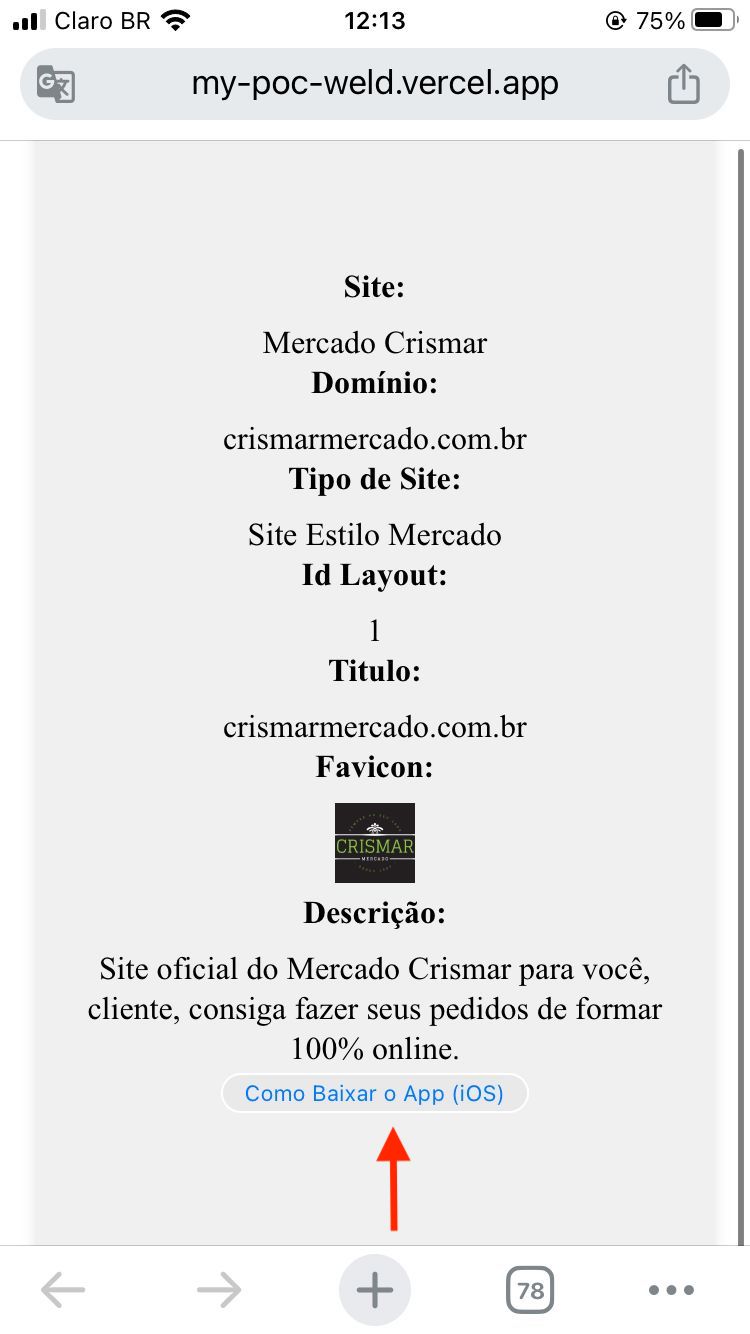 Claro BR
12:13
75%
my-poc-weld.vercel.app
Site:
Mercado Crismar
Domínio:
crismarmercado.com.br
Tipo de Site:
Site Estilo Mercado
Id Layout:
1
Titulo:
crismarmercado.com.br
Favicon:
CRISMAR
MERCADO
Descrição:
Site oficial do Mercado Crismar para você,
cliente, consiga fazer seus pedidos de formar
100% online.
Como Baixar o App (iOS)
78